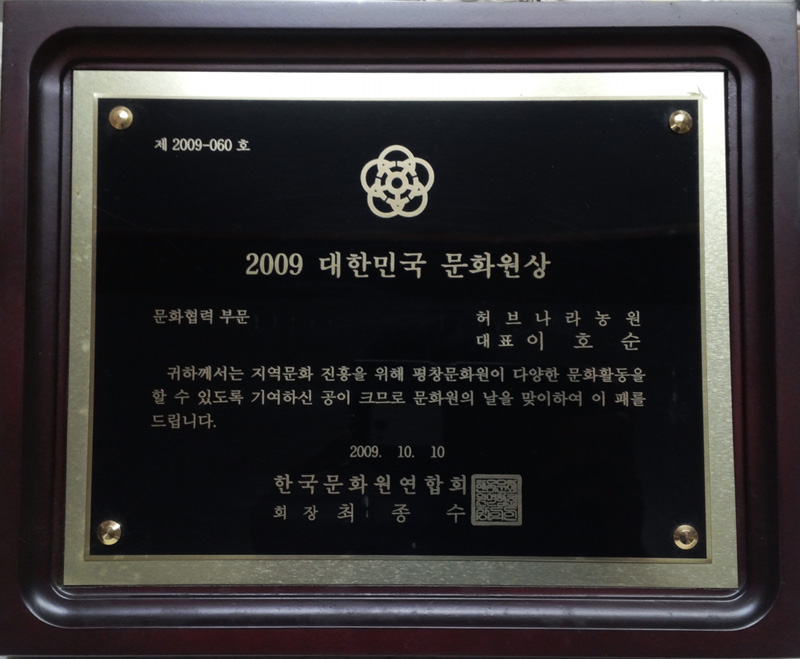 제 2009-060 호
2009 대한민국 문화원상
문화협력 부문
허브나라농원
대표 이호순
귀하께서는 지역문화 진흥을 위해 평창문화원이 다양한 문화활동을
할 수 있도록 기여하신 공이 크므로 문화원의 날을 맞이하여 이 패를
드립니다.
2009. 10. 10
한국문화원연합회
회장 최종수